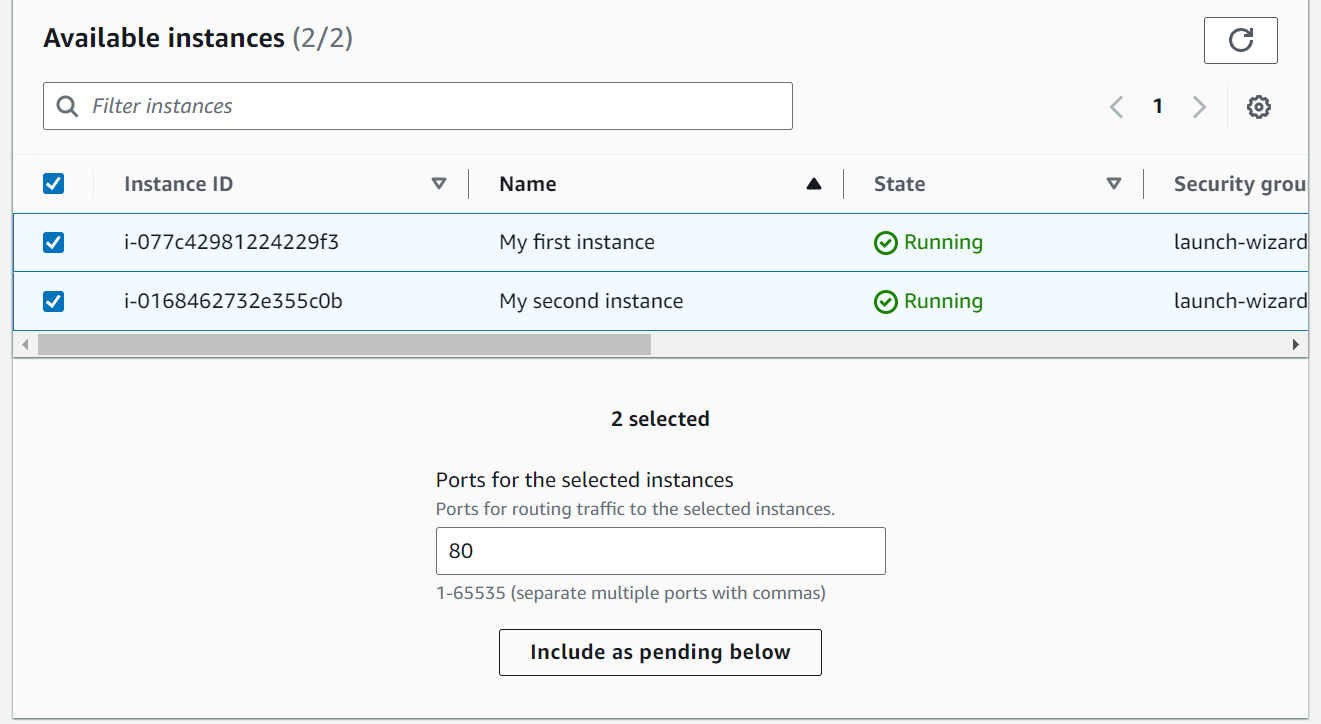 Available instances (2/2)
Filter instances
1
Instance ID Name State Security grou
i-077c42981224229f3 My first instance Running launch-wizard
i-0168462732e355c0b My second instance Running launch-wizard
2 selected
Ports for the selected instances
Ports for routing traffic to the selected instances.
80
1-65535 (separate multiple ports with commas)
Include as pending below